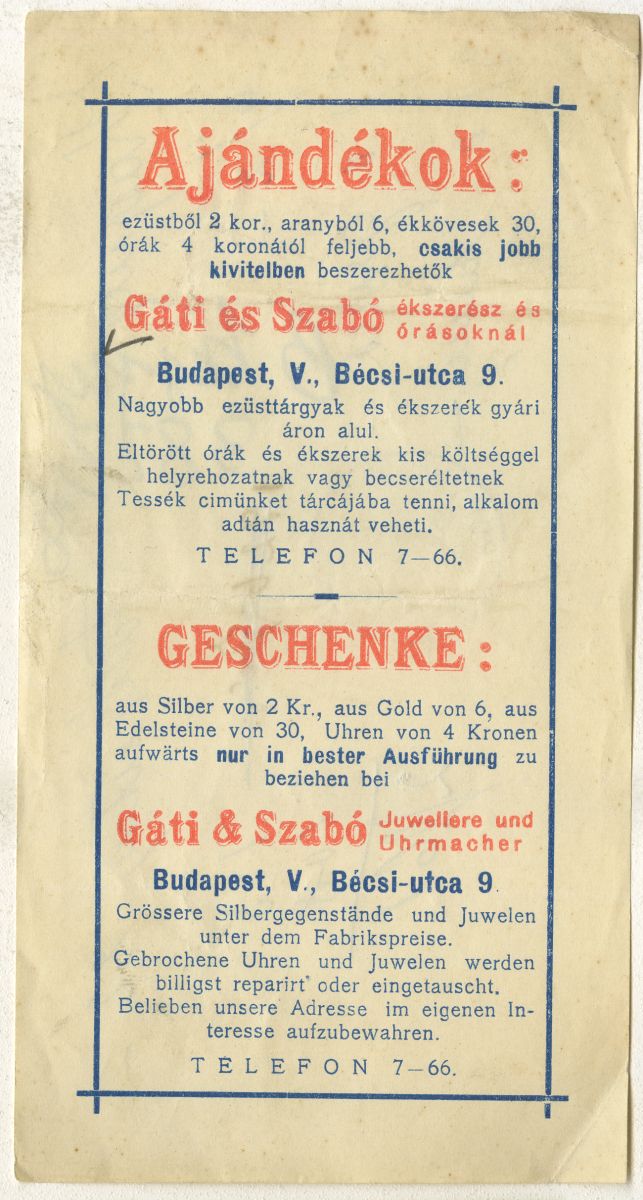 Ajándékok:
ezüstből 2 kor., aranyból 6, ékkövesek 30,
órák 4 koronától feljebb, csakis jobb
kivitelben beszerezhetők
Gáti és Szabó ékszerész és
órásoknál
Budapest, V., Bécsi-utca 9.
Nagyobb ezüsttárgyak és ékszerek gyári
áron alul.
Eltörött órák és ékszerek kis költséggel
helyrehozatnak vagy becseréltetnek
Tessék cimünket tárcájába tenni, alkalom
adtán hasznát veheti.
TELEFON 7—66.
GESCHENKE:
aus Silber von 2 Kr., aus Gold von 6, aus
Edelsteine von 30, Uhren von 4 Kronen
aufwärts nur in bester Ausführung zu
beziehen bei
Gáti & Szabó Juweliere und
Uhrmacher
Budapest, V., Bécsi-utca 9.
Grössere Silbergegenstände und Juwelen
unter dem Fabrikspreise.
Gebrochene Uhren und Juwelen werden
billigst reparirt oder eingetauscht.
Belieben unsere Adresse im eigenen In-
teresse aufzubewahren.
TELEFON 7—66.